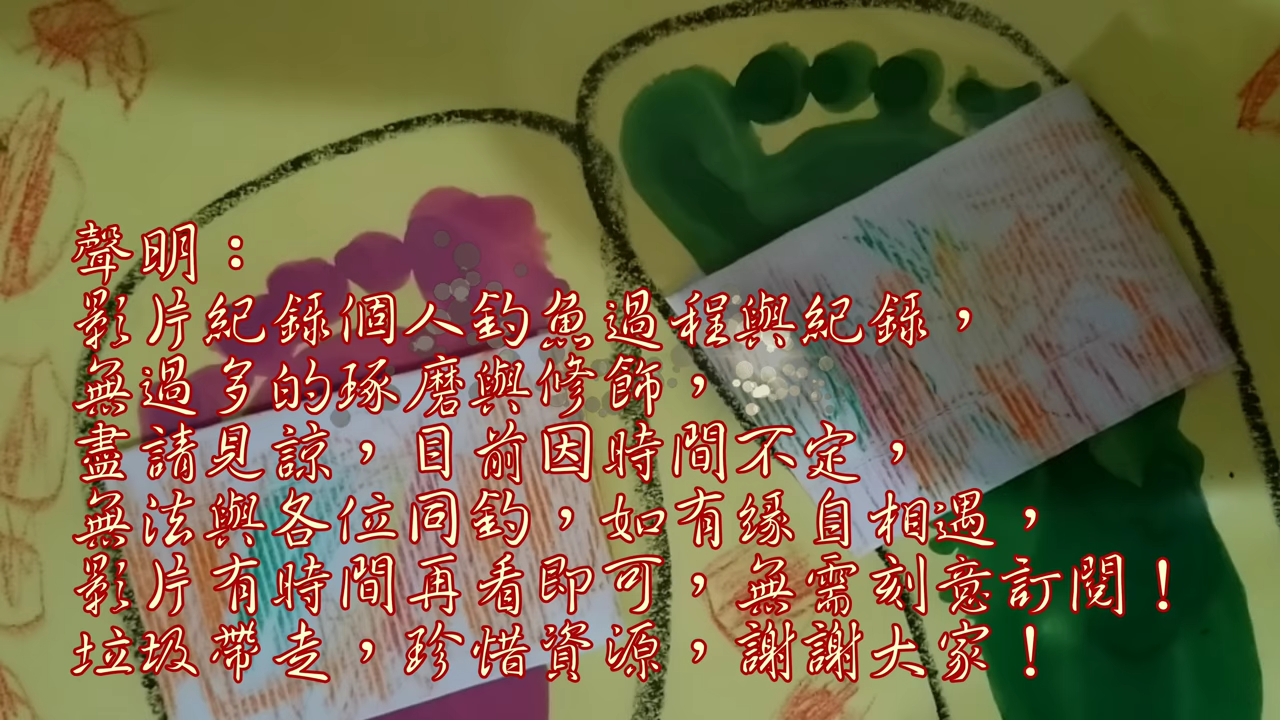 聲明：
影片紀錄個人釣魚過程與紀錄，
無過多的琢磨與修飾，
盡請見諒，目前因時間不定，
無法與各位同釣，如有緣自相遇，
影片有時間再看即可，無需刻意訂閱！
垃圾帶走，珍惜資源，謝謝大家！